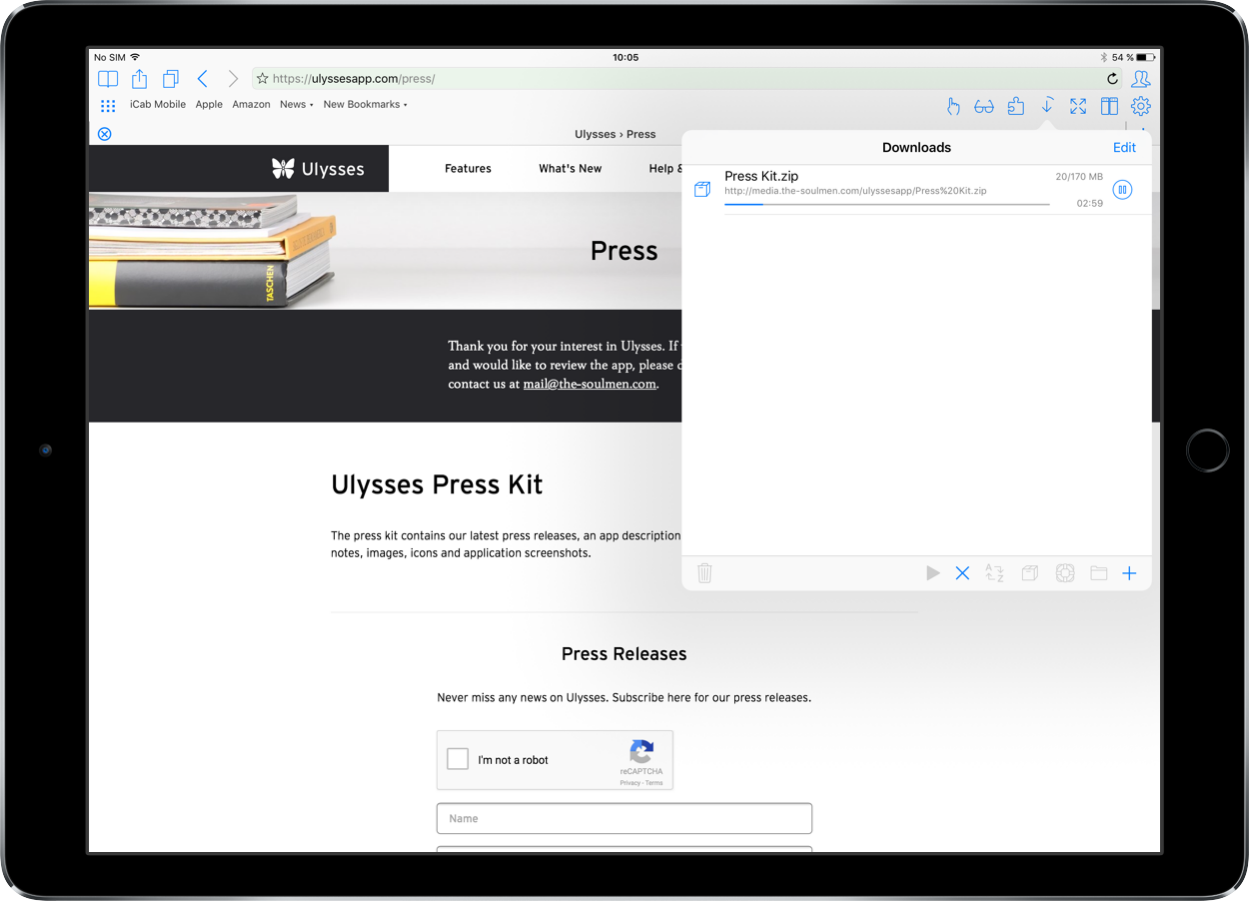 No SIM
10:05
54 %
https://ulyssesapp.com/press/
iCab Mobile Apple Amazon News New Bookmarks
Ulysses › Press
Ulysses
Features What's New Help &
Downloads
Edit
Press Kit.zip
20/170 MB
http://media.the-soulmen.com/ulyssesapp/Press%20Kit.zip
02:59
Press
TASCHEN
Thank you for your interest in Ulysses. If
and would like to review the app, please
contact us at mail@the-soulmen.com.
Ulysses Press Kit
The press kit contains our latest press releases, an app description
notes, images, icons and application screenshots.
A
Z
Press Releases
Never miss any news on Ulysses. Subscribe here for our press releases.
I'm not a robot
reCAPTCHA
Privacy - Terms
Name